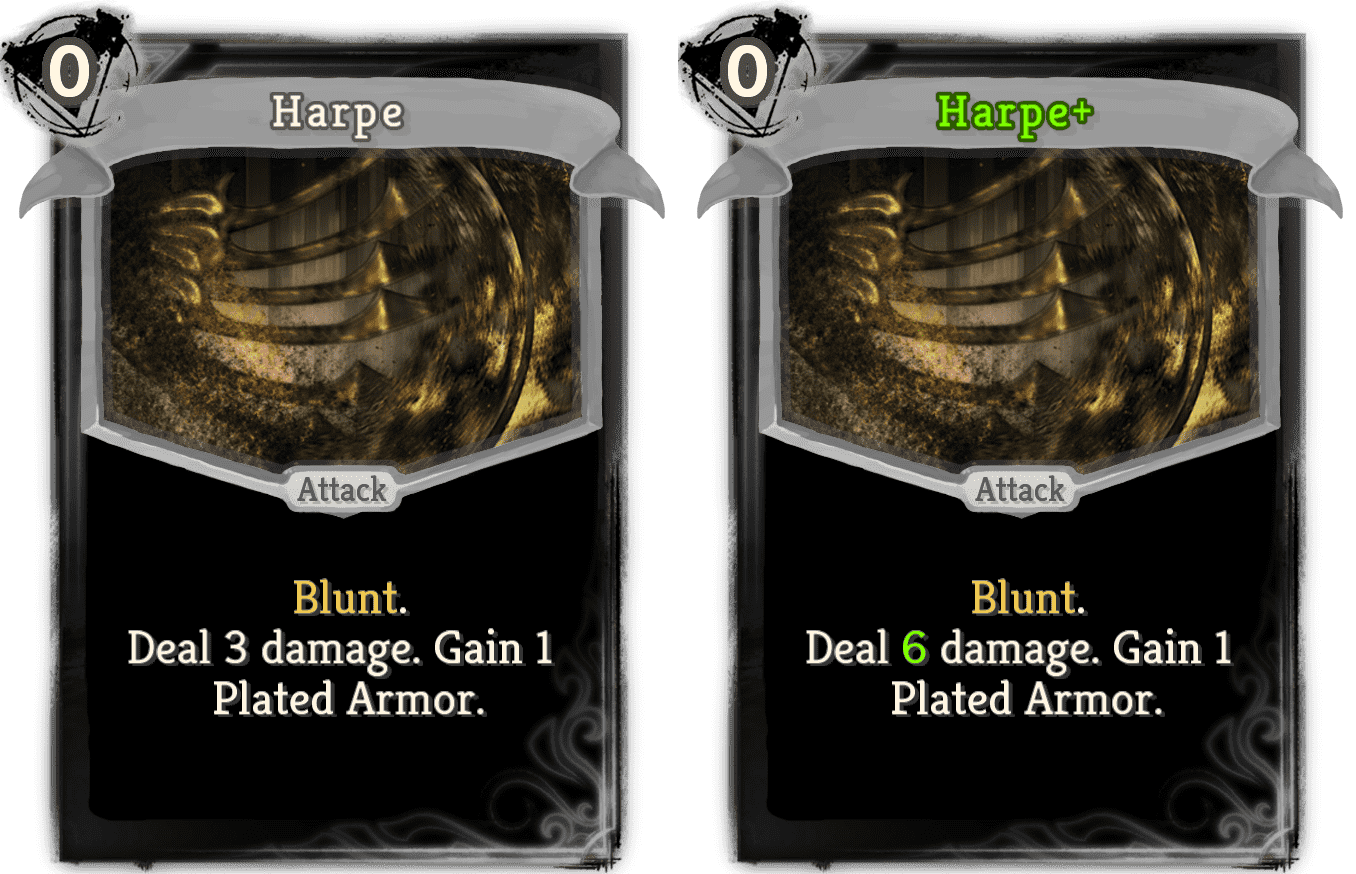 0
Harpe
Attack
Blunt.
Deal 3 damage. Gain 1
Plated Armor.
0
Harpe+
Attack
Blunt.
Deal 6 damage. Gain 1
Plated Armor.